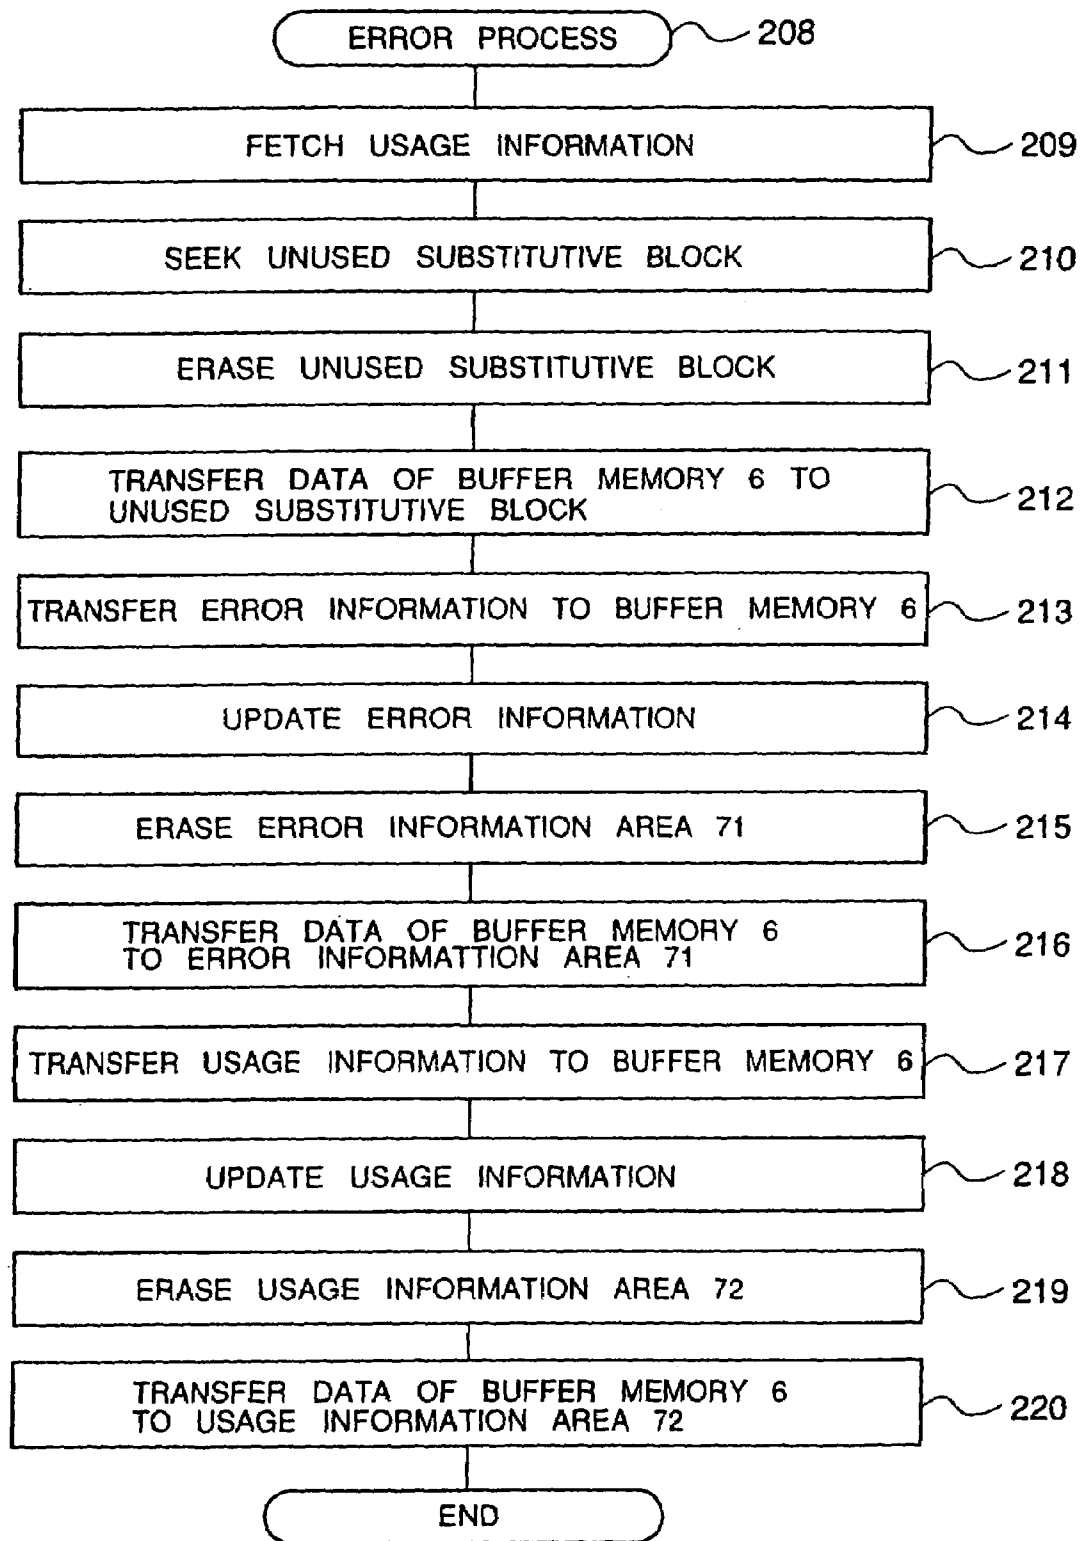 ERROR PROCESS 208
FETCH USAGE INFORMATION 209
SEEK UNUSED SUBSTITUTIVE BLOCK 210
ERASE UNUSED SUBSTITUTIVE BLOCK 211
TRANSFER DATA OF BUFFER MEMORY 6 TO
UNUSED SUBSTITUTIVE BLOCK
212
TRANSFER ERROR INFORMATION TO BUFFER MEMORY 6 213
UPDATE ERROR INFORMATION 214
ERASE ERROR INFORMATION AREA 71 215
TRANSFER DATA OF BUFFER MEMORY 6
TO ERROR INFORMATTION AREA 71
216
TRANSFER USAGE INFORMATION TO BUFFER MEMORY 6 217
UPDATE USAGE INFORMATION 218
ERASE USAGE INFORMATION AREA 72 219
TRANSFER DATA OF BUFFER MEMORY 6
TO USAGE INFORMATION AREA 72
220
END